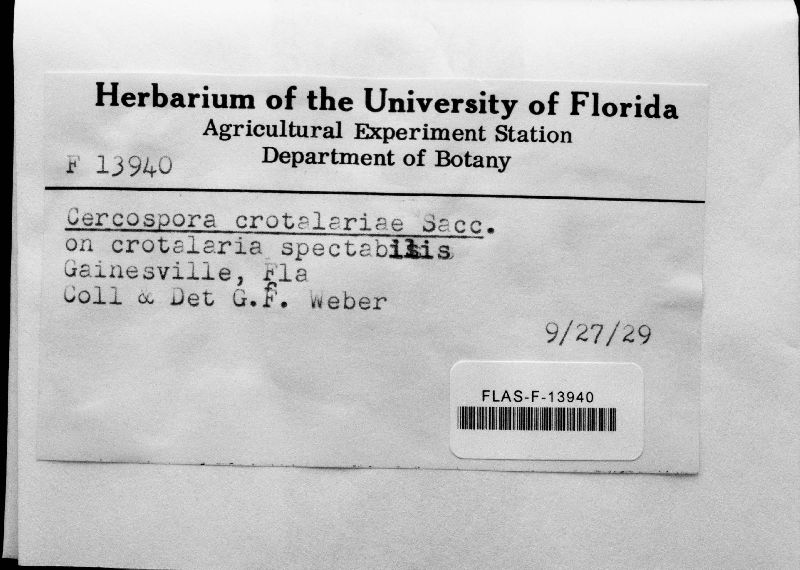 Herbarium of the University of Florida
Agricultural Experiment Station
Department of Botany
F 13940
Cercospora crotalariae Sacc.
on crotalaria spectabilis
Gainesville, Fla
Coll & Det G.F. Weber
9/27/29
FLAS-F-13940